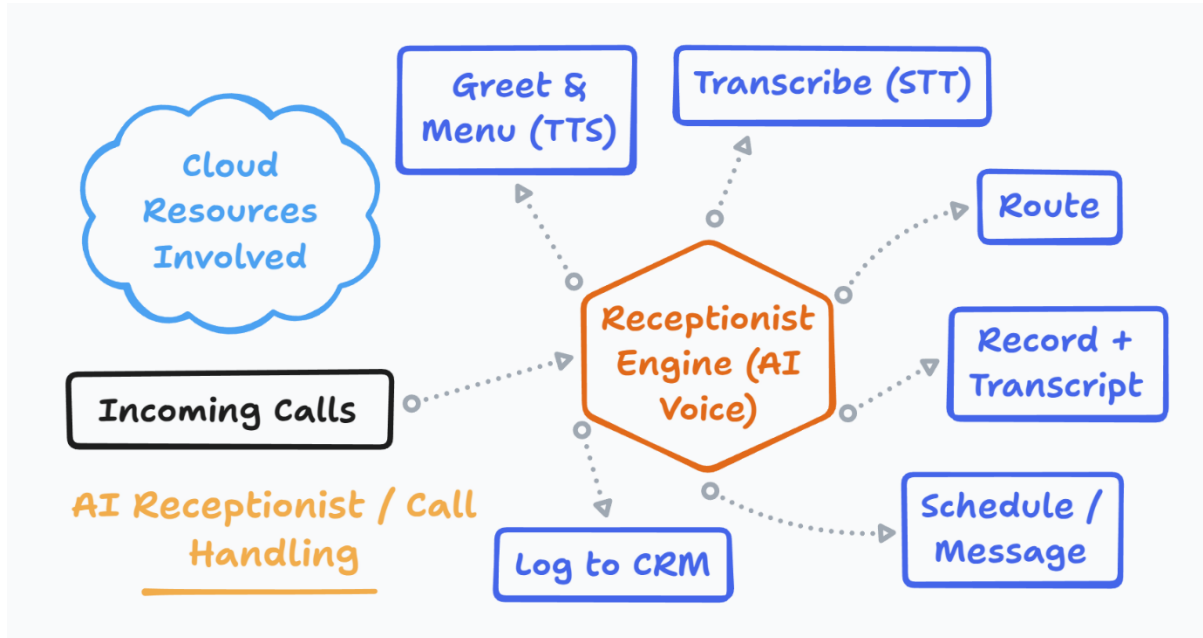 Greet &
Menu (TTS)
Transcribe (STT)
Cloud
Resources
Involved
Route
Receptionist
Engine (AI
Voice)
Record +
Transcript
Incoming Calls
AI Receptionist / Call
Handling
Schedule /
Message
Log to CRM